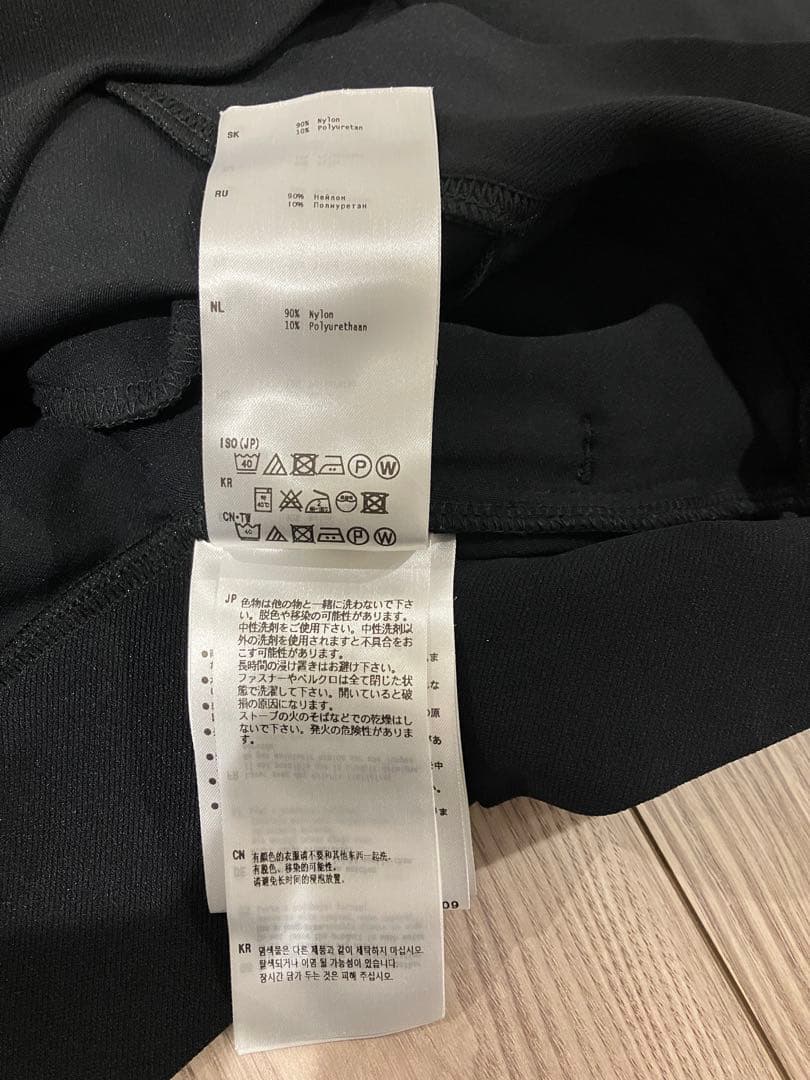 SK
90% Nylon
10% Polyuretan
RU
90% Нейлон
10% Полиуретан
NL
90% Nylon
10% Polyurethaan
ISO(JP)
40
P
W
KR
40℃
CN・TW
40
P
W
JP 色物は他の物と一緒に洗わないで下さ
い。脱色や移染の可能性があります。
中性洗剤をご使用下さい。中性洗剤以
外の洗剤を使用されますと不具合をお
こす可能性があります。
長時間の浸け置きはお避け下さい。
ファスナーやベルクロは全て閉じた状
態で洗濯して下さい。開いていると破
損の原因になります。
ストーブの火のそばなどでの乾燥はし
ないで下さい。発火の危険性がありま
す。
CN 有颜色的衣服请不要和其他东西一起洗。
有脱色、移染的可能性。
请避免长时间的浸泡放置。
09
KR 염색물은 다른 제품과 같이 세탁하지 마십시오.
탈색되거나 이염 될 가능성이 있습니다.
장시간 담가 두는 것은 피해 주십시오.